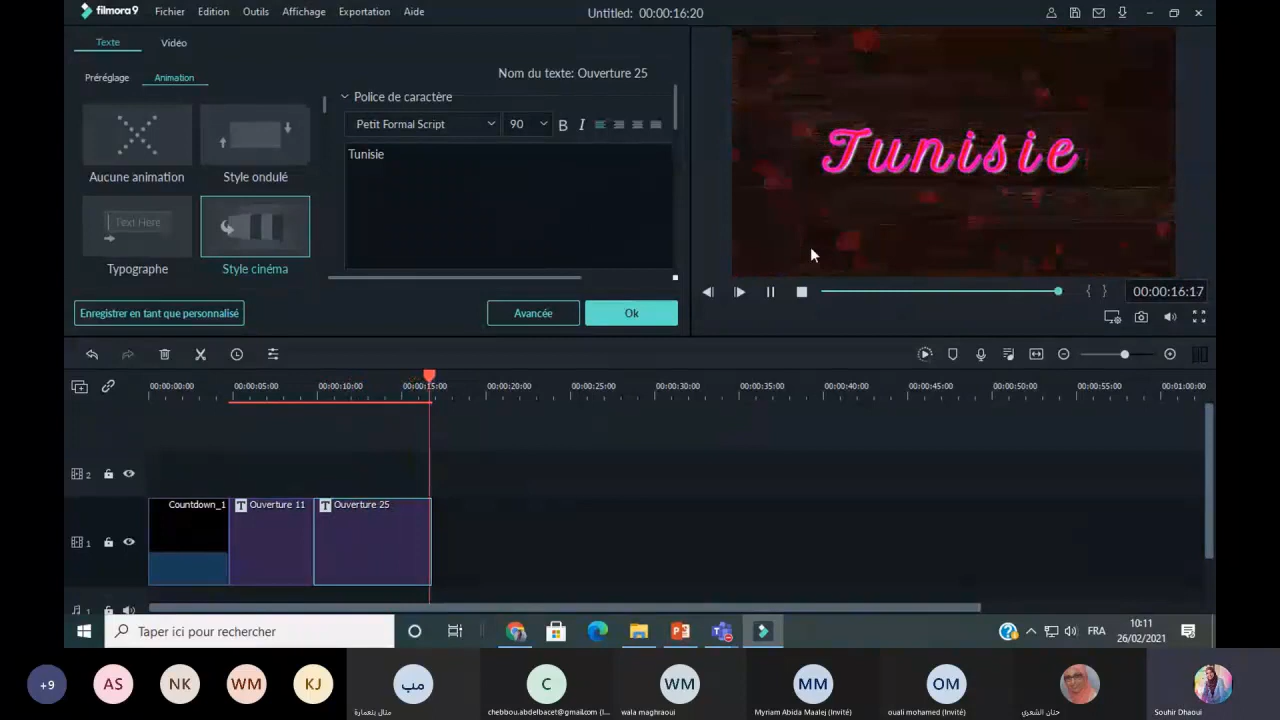 filmora9 Fichier Edition Outils Affichage Exportation Aide Untitled: 00:00:16:20
Texte Vidéo
Préréglage Animation
Nom du texte: Ouverture 25
Police de caractère
Petit Formal Script 90 B I
Tunisie
Aucune animation Style ondulé
Text Here
Typographe Style cinéma
Enregistrer en tant que personnalisé Avancée Ok
Tunisie
{ } 00:00:16:17
00:00:00:00 00:00:05:00 00:00:10:00 00:00:15:00 00:00:20:00 00:00:25:00 00:00:30:00 00:00:35:00 00:00:40:00 00:00:45:00 00:00:50:00 00:00:55:00 00:01:00:00
2
Countdown_1 T Ouverture 11 T Ouverture 25
1
1
Taper ici pour rechercher
FRA 10:11
26/02/2021
+9 AS NK WM KJ مب C WM MM OM
منال بنعمارة chebbou.abdelbacet@gmail.com (I... wala maghraoui Myriam Abida Maalej (Invité) ouali mohamed (Invité) حنان الشعري Souhir Dhaoui